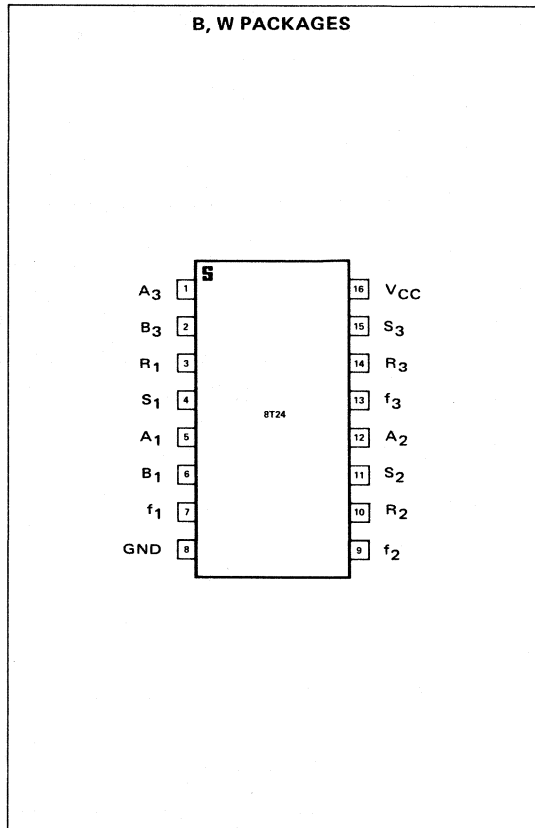 B, W PACKAGES
S
A3 1 16 VCC
B3 2 15 S3
R1 3 14 R3
S1 4 8T24 13 f3
A1 5 12 A2
B1 6 11 S2
f1 7 10 R2
GND 8 9 f2